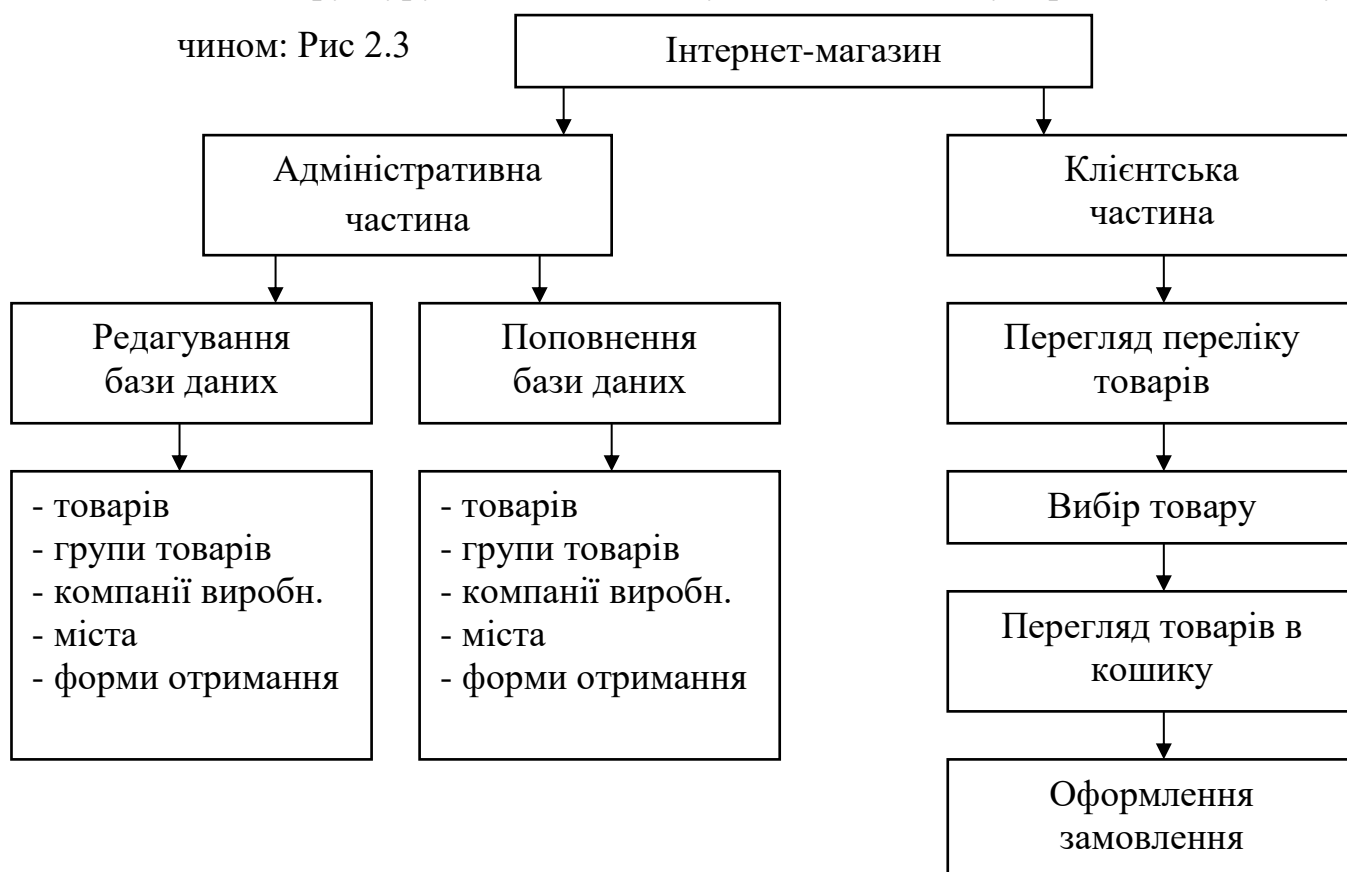 чином: Рис 2.3
Інтернет-магазин
Адміністративна
частина
Клієнтська
частина
Редагування
бази даних
Поповнення
бази даних
Перегляд переліку
товарів
- товарів
- групи товарів
- компанії виробн.
- міста
- форми отримання
- товарів
- групи товарів
- компанії виробн.
- міста
- форми отримання
Вибір товару
Перегляд товарів в
кошику
Оформлення
замовлення